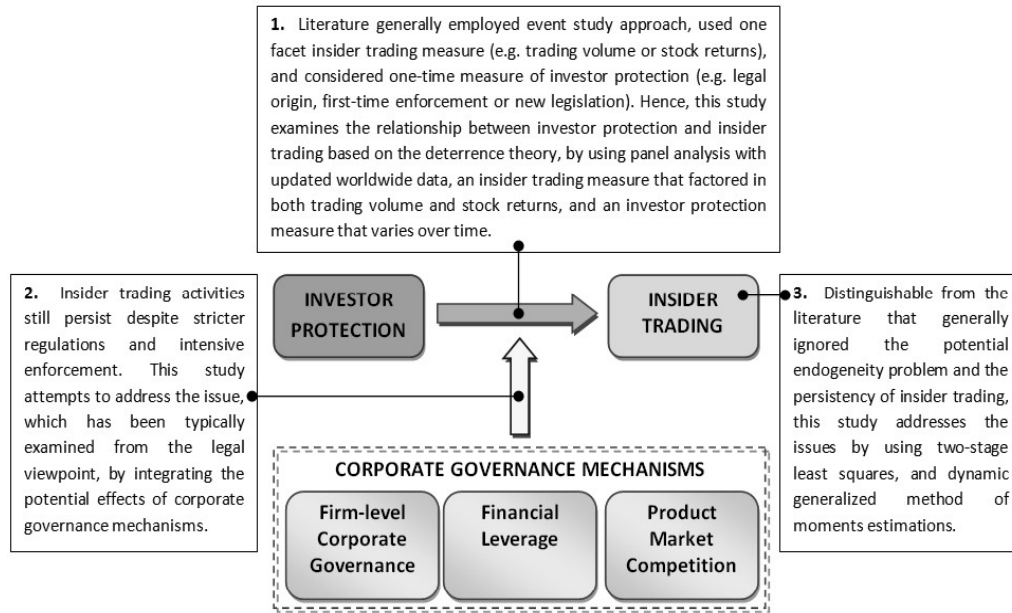 1. Literature generally employed event study approach, used one
facet insider trading measure (e.g. trading volume or stock returns),
and considered one-time measure of investor protection (e.g. legal
origin, first-time enforcement or new legislation). Hence, this study
examines the relationship between investor protection and insider
trading based on the deterrence theory, by using panel analysis with
updated worldwide data, an insider trading measure that factored in
both trading volume and stock returns, and an investor protection
measure that varies over time.
2. Insider trading activities
still persist despite stricter
regulations and intensive
enforcement. This study
attempts to address the issue,
which has been typically
examined from the legal
viewpoint, by integrating the
potential effects of corporate
governance mechanisms.
INVESTOR
PROTECTION
INSIDER
TRADING
3. Distinguishable from the
literature that generally
ignored the potential
endogeneity problem and the
persistency of insider trading,
this study addresses the
issues by using two-stage
least squares, and dynamic
generalized method of
moments estimations.
CORPORATE GOVERNANCE MECHANISMS
Firm-level
Corporate
Governance
Financial
Leverage
Product
Market
Competition